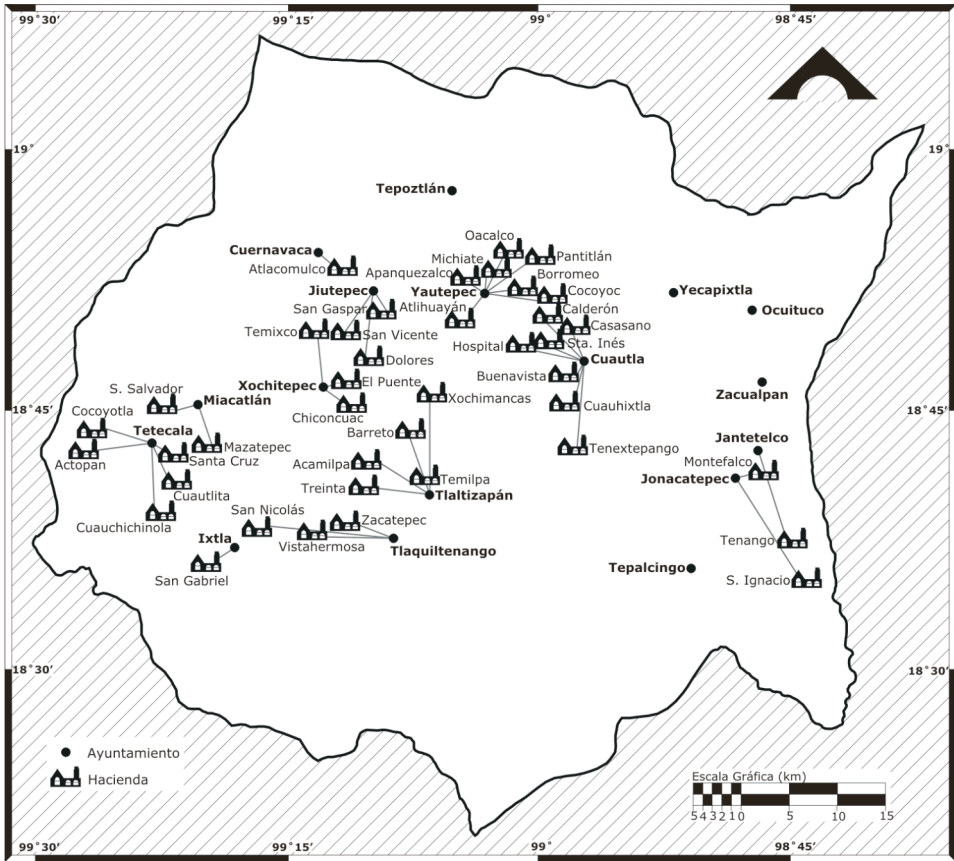 99˚30’
99˚15’
99˚
98˚45’
19˚
19˚
Tepoztlán
Oacalco
Cuernavaca
Michiate
Pantitlán
Atlacomulco
Apanquezalco
Borromeo
Jiutepec
Yautepec
Cocoyoc
Yecapixtla
San Gaspar
Atlihuayán
Calderón
Ocuituco
Temixco
San Vicente
Casasano
Hospital
Sta. Inés
Dolores
Cuautla
Xochitepec
El Puente
Buenavista
Zacualpan
S. Salvador
Miacatlán
Xochimancas
Cuauhixtla
18˚45’
18˚45’
Cocoyotla
Chiconcuac
Tetecala
Barreto
Jantetelco
Mazatepec
Tenextepango
Actopan
Santa Cruz
Acamilpa
Montefalco
Temilpa
Jonacatepec
Cuautlita
Treinta
Tlaltizapán
San Nicolás
Cuauchichinola
Zacatepec
Ixtla
Vistahermosa
Tlaquiltenango
Tenango
Tepalcingo
San Gabriel
S. Ignacio
18˚30’
18˚30’
Ayuntamiento
Hacienda
Escala Gráfica (km)
5 4 3 2 1 0 5 10 15
99˚30’
99˚15’
99˚
98˚45’